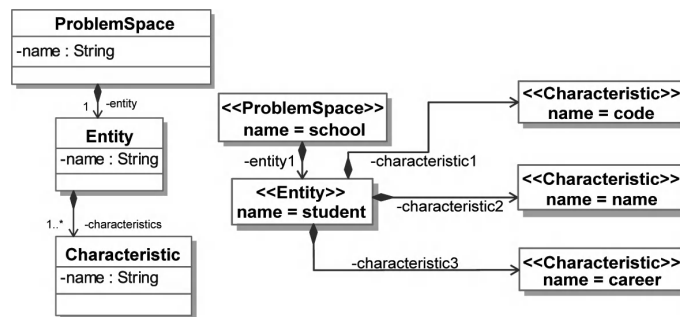 ProblemSpace
-name : String
1 -entity
Entity
-name : String
1..* -characteristics
Characteristic
-name : String
<<ProblemSpace>>
name = school
-entity1
<<Entity>>
name = student
-characteristic1
<<Characteristic>>
name = code
-characteristic2
<<Characteristic>>
name = name
-characteristic3
<<Characteristic>>
name = career